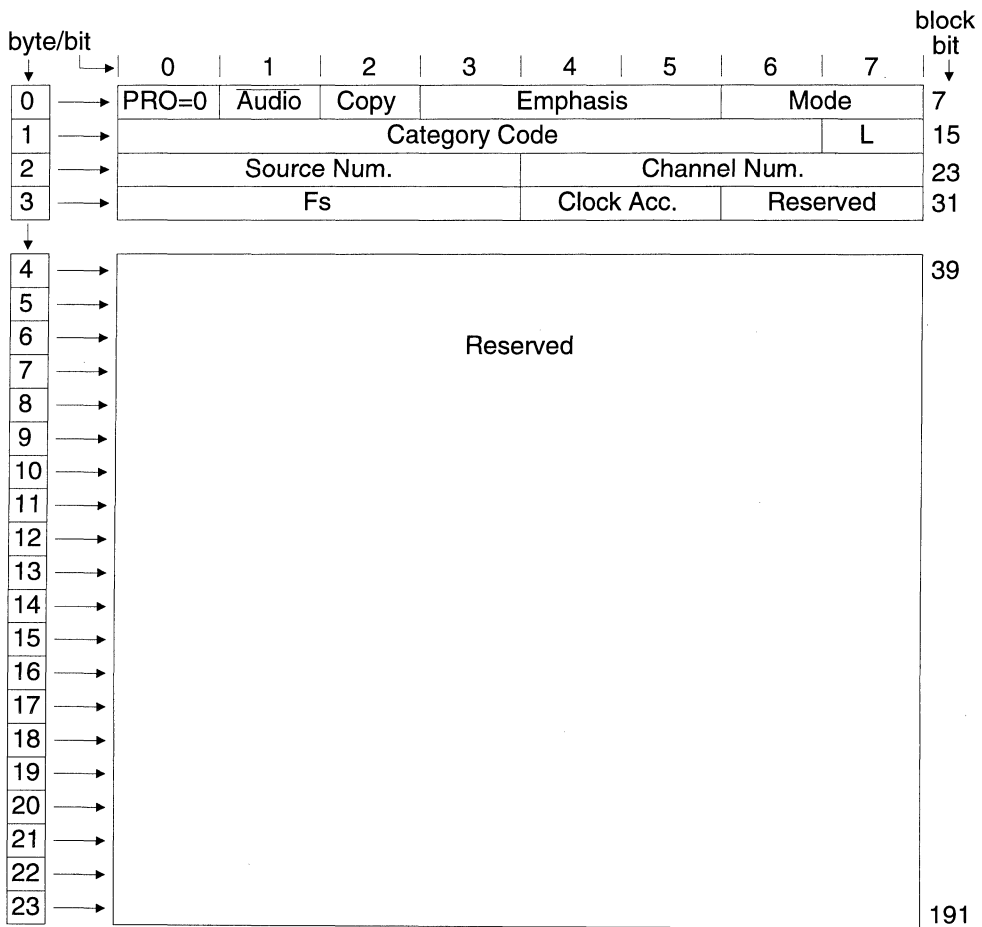 block
byte/bit bit
0 1 2 3 4 5 6 7
0 PRO=0 Audio Copy Emphasis Mode 7
1 Category Code L 15
2 Source Num. Channel Num. 23
3 Fs Clock Acc. Reserved 31
4 39
5
6 Reserved
7
8
9
10
11
12
13
14
15
16
17
18
19
20
21
22
23 191